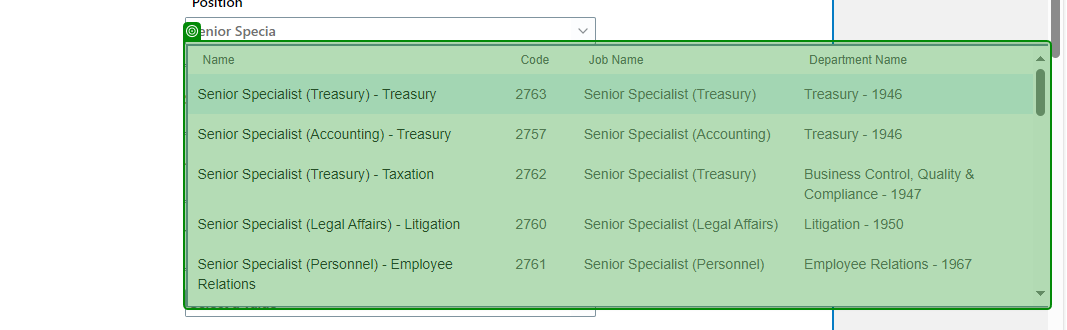 Position
enior Specia
Name Code Job Name Department Name
Senior Specialist (Treasury) - Treasury 2763 Senior Specialist (Treasury) Treasury - 1946
Senior Specialist (Accounting) - Treasury 2757 Senior Specialist (Accounting) Treasury - 1946
Senior Specialist (Treasury) - Taxation 2762 Senior Specialist (Treasury) Business Control, Quality &
Compliance - 1947
Senior Specialist (Legal Affairs) - Litigation 2760 Senior Specialist (Legal Affairs) Litigation - 1950
Senior Specialist (Personnel) - Employee 2761 Senior Specialist (Personnel) Employee Relations - 1967
Relations